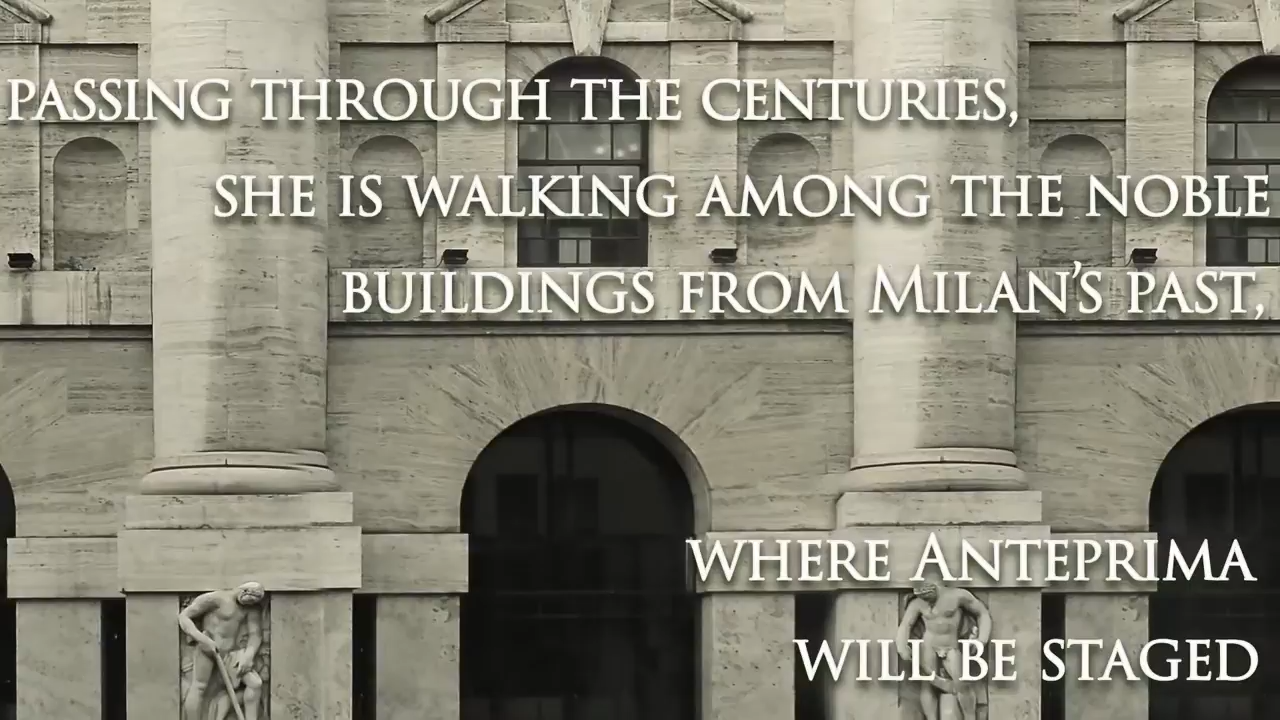 PASSING THROUGH THE CENTURIES,
SHE IS WALKING AMONG THE NOBLE
BUILDINGS FROM MILAN'S PAST,
WHERE ANTEPRIMA
WILL BE STAGED